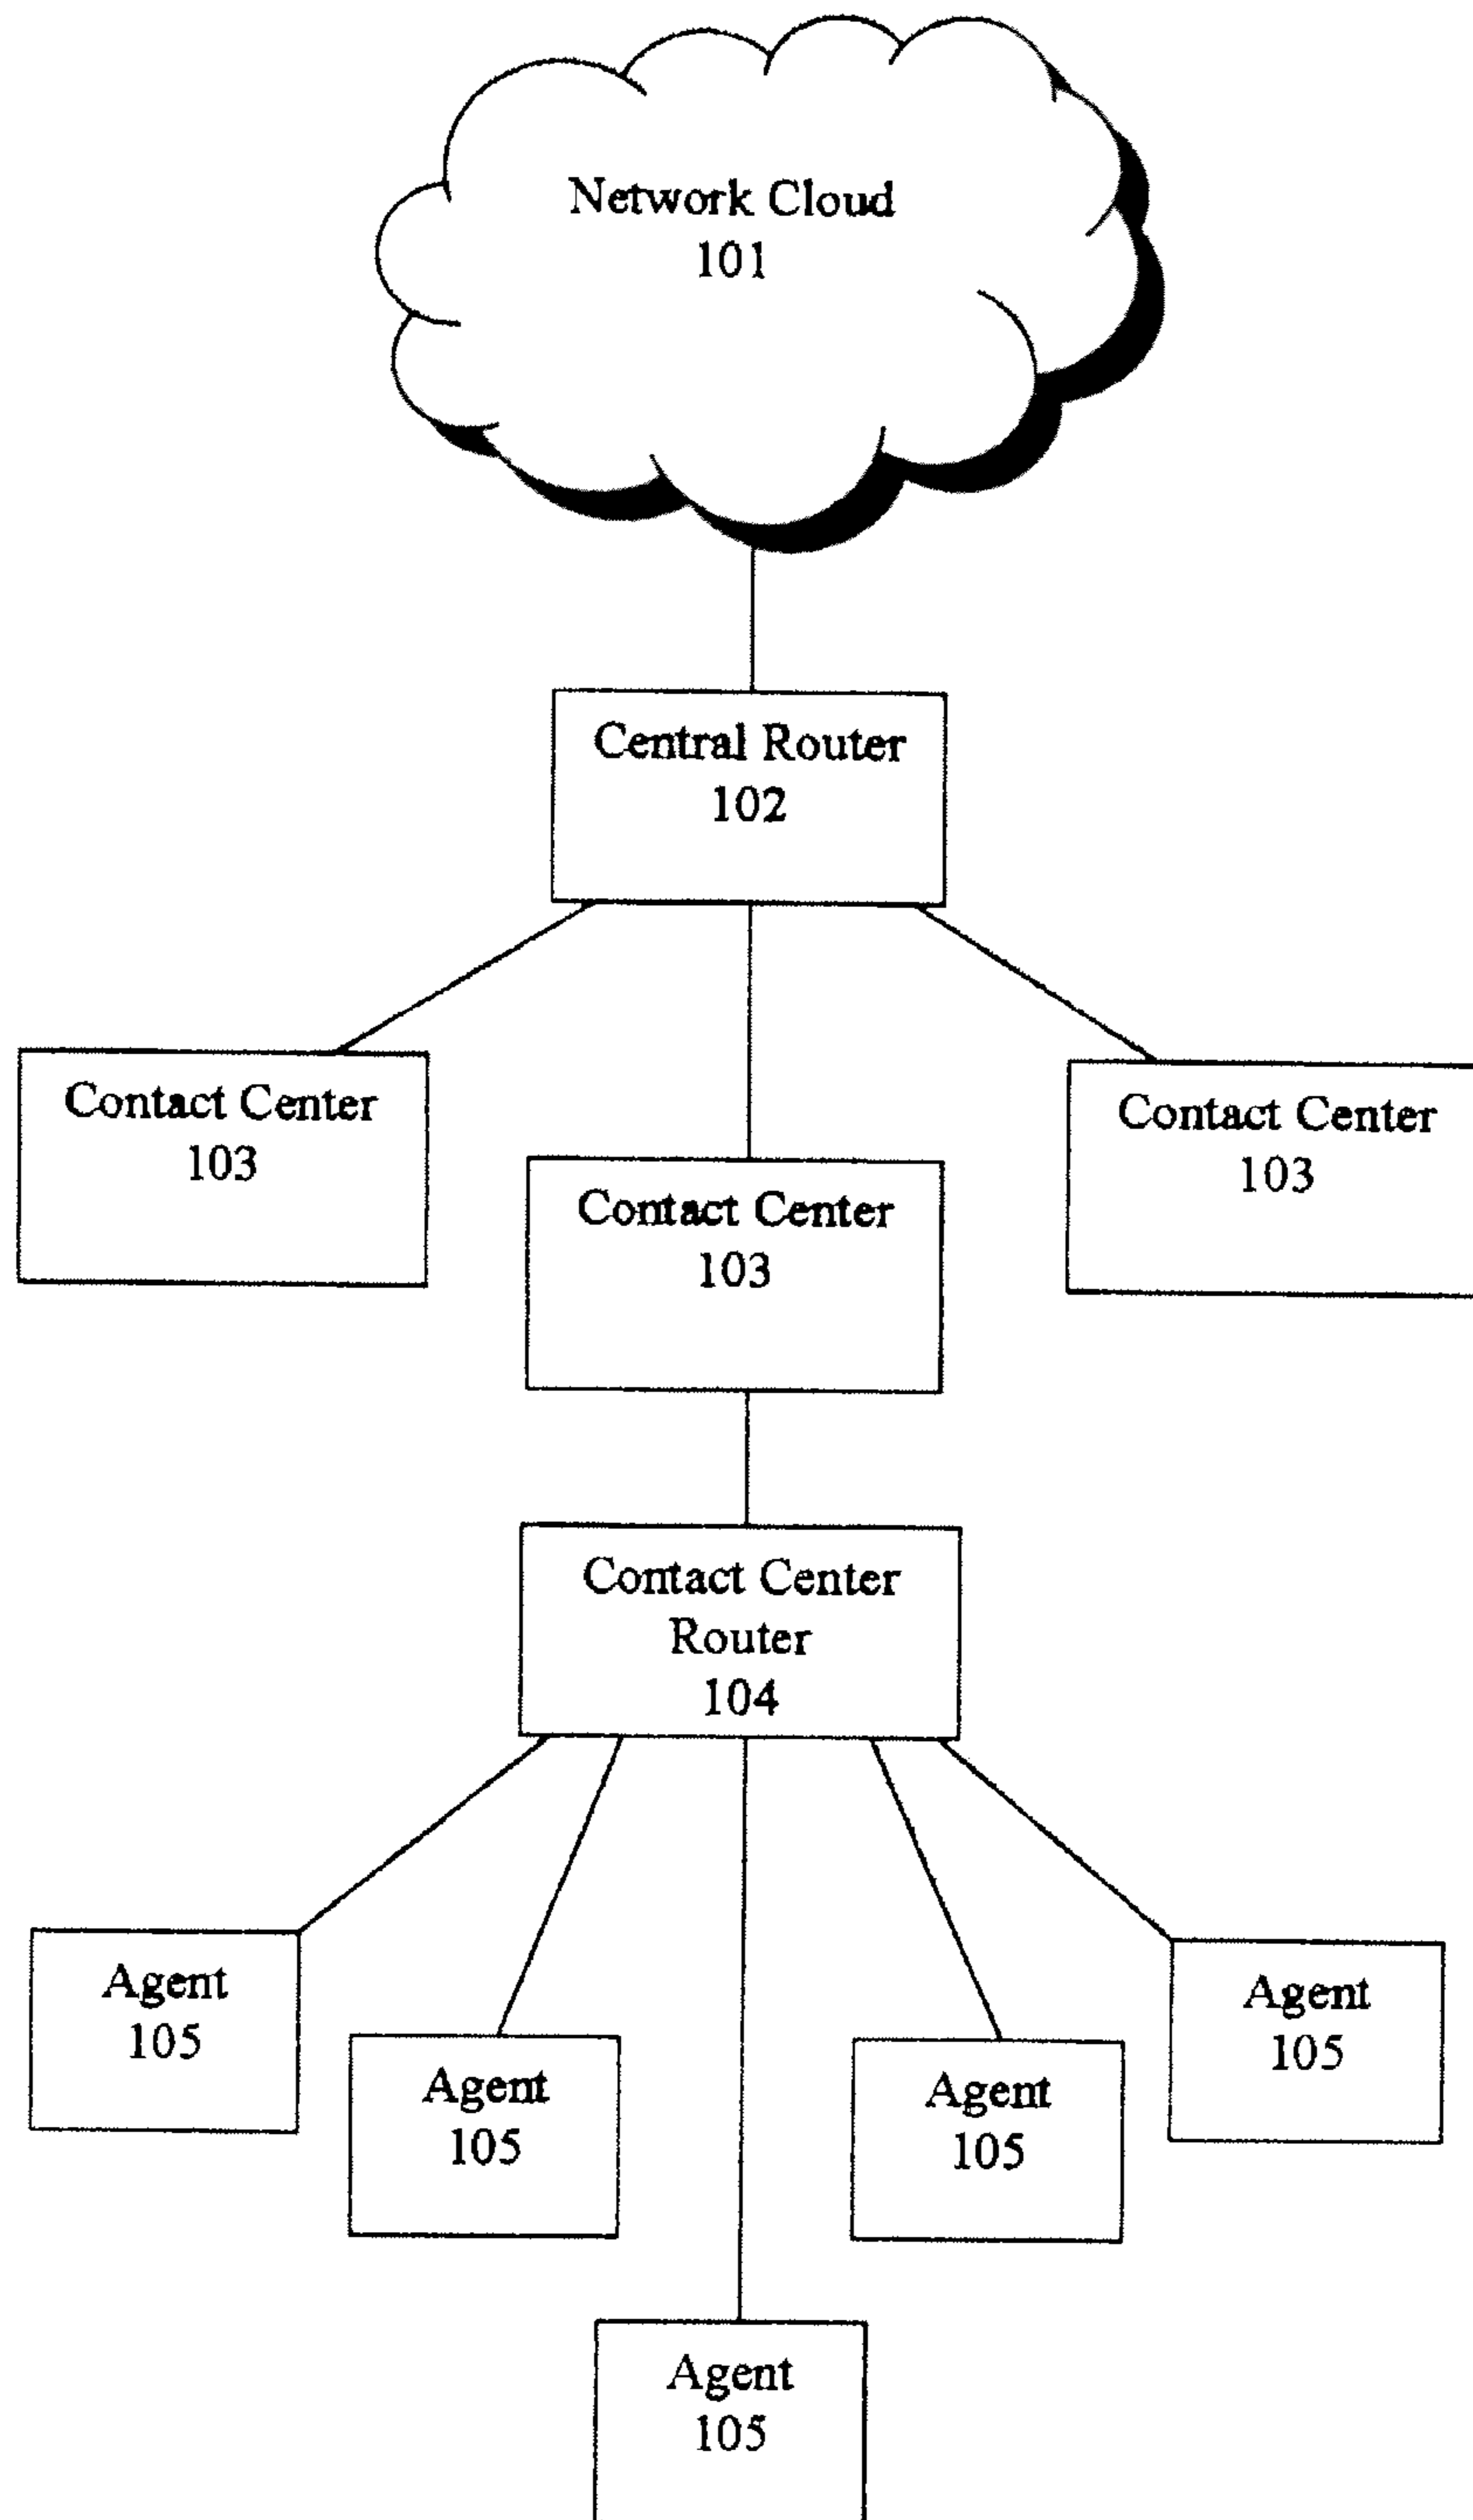 Network Cloud
101
Central Router
102
Contact Center
103
Contact Center
103
Contact Center
103
Contact Center
Router
104
Agent
105
Agent
105
Agent
105
Agent
105
Agent
105